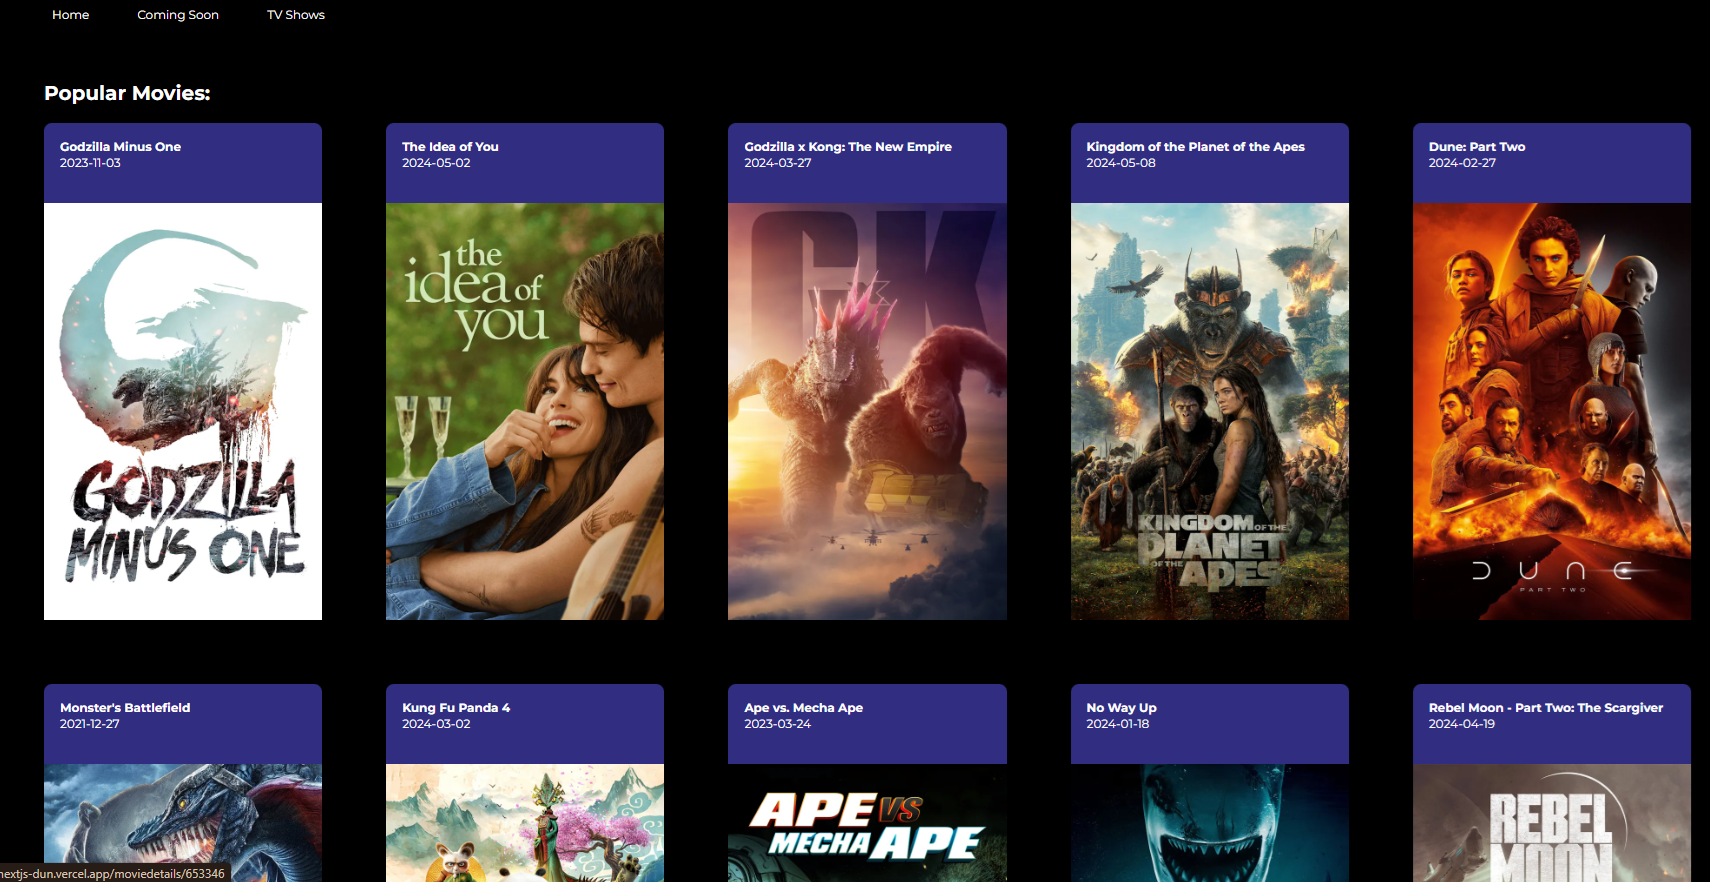 Home
Coming Soon
TV Shows
Popular Movies:
Godzilla Minus One
2023-11-03
The Idea of You
2024-05-02
Godzilla x Kong: The New Empire
2024-03-27
Kingdom of the Planet of the Apes
2024-05-08
Dune: Part Two
2024-02-27
GODZILLA
MINUS ONE
the
idea of
you
GK
KINGDOM OF THE
PLANET
OF THE
APES
DUNE
PART TWO
Monster's Battlefield
2021-12-27
Kung Fu Panda 4
2024-03-02
Ape vs. Mecha Ape
2023-03-24
No Way Up
2024-01-18
Rebel Moon - Part Two: The Scargiver
2024-04-19
APE VS
MECHA APE
REBEL
MOON
nextjs-dun.vercel.app/moviedetails/653346